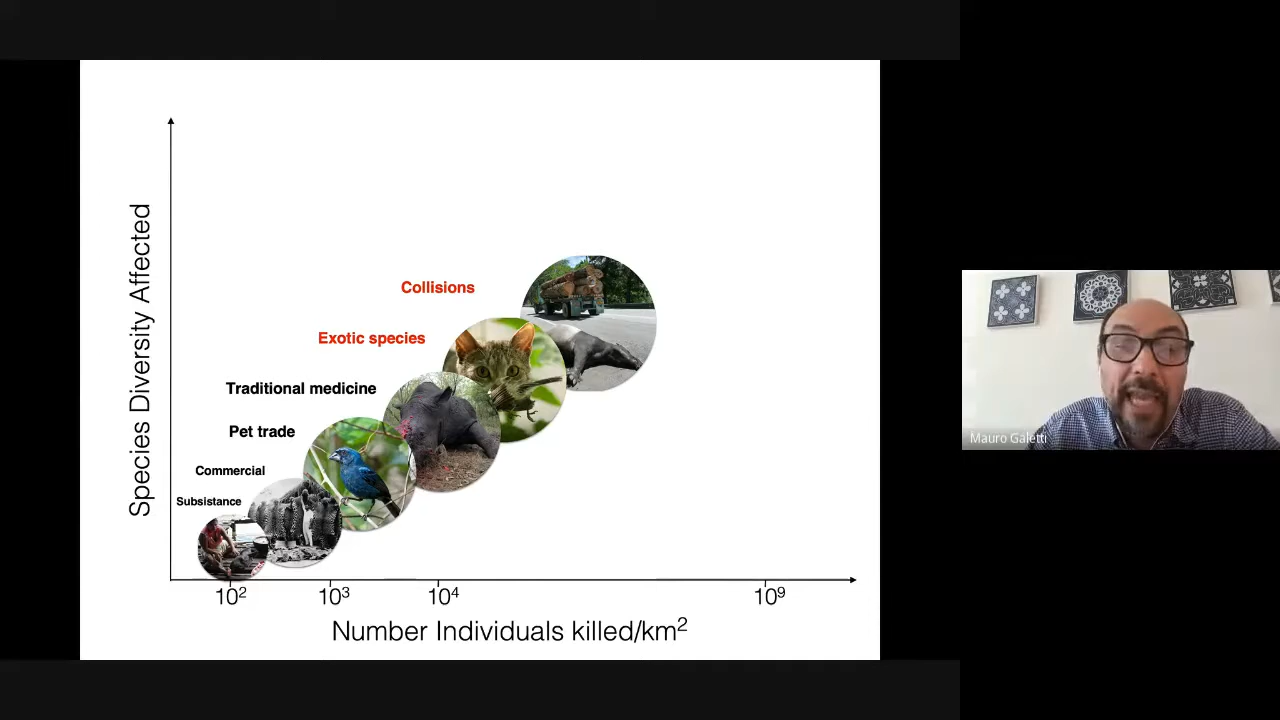 Species Diversity Affected
Collisions
Exotic species
Traditional medicine
Pet trade
Commercial
Subsistance
10²
10³
10⁴
10⁹
Number Individuals killed/km²
Mauro Galetti